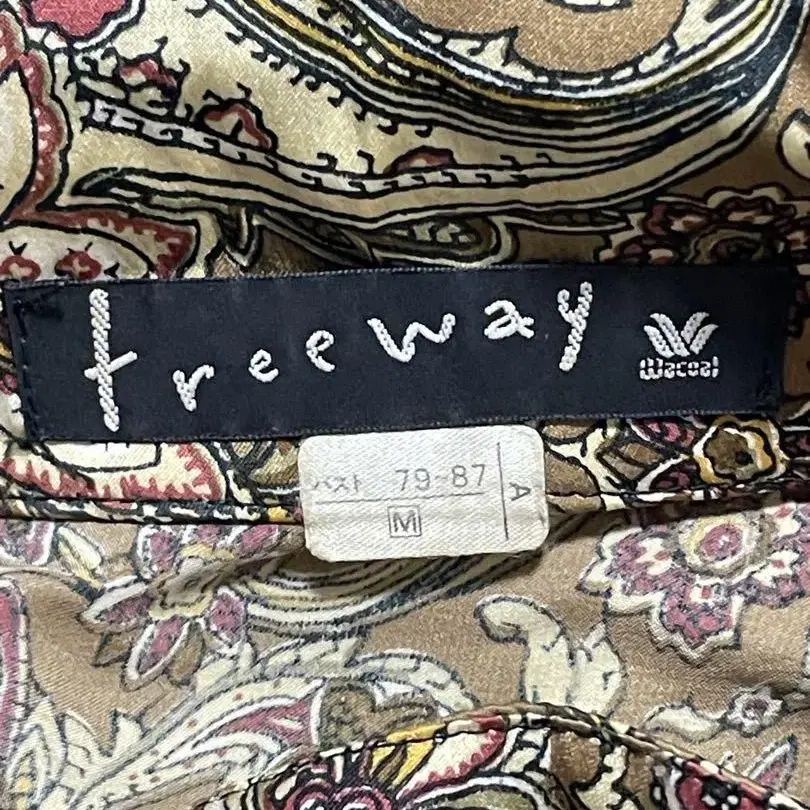 freeway
Wacoal
バスト 79~87
M
A